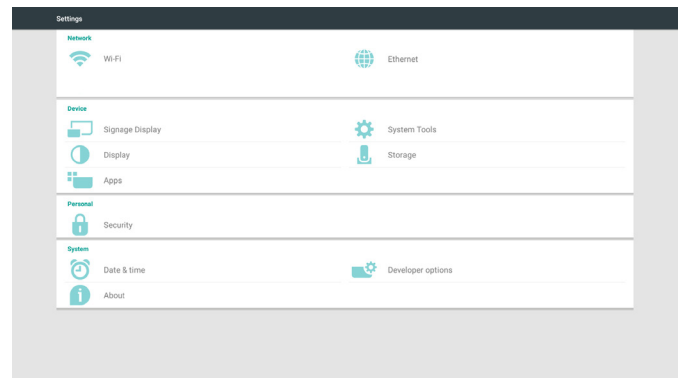 Settings
Network
Wi-Fi
Ethernet
Device
Signage Display
System Tools
Display
Storage
Apps
Personal
Security
System
Date & time
Developer options
About